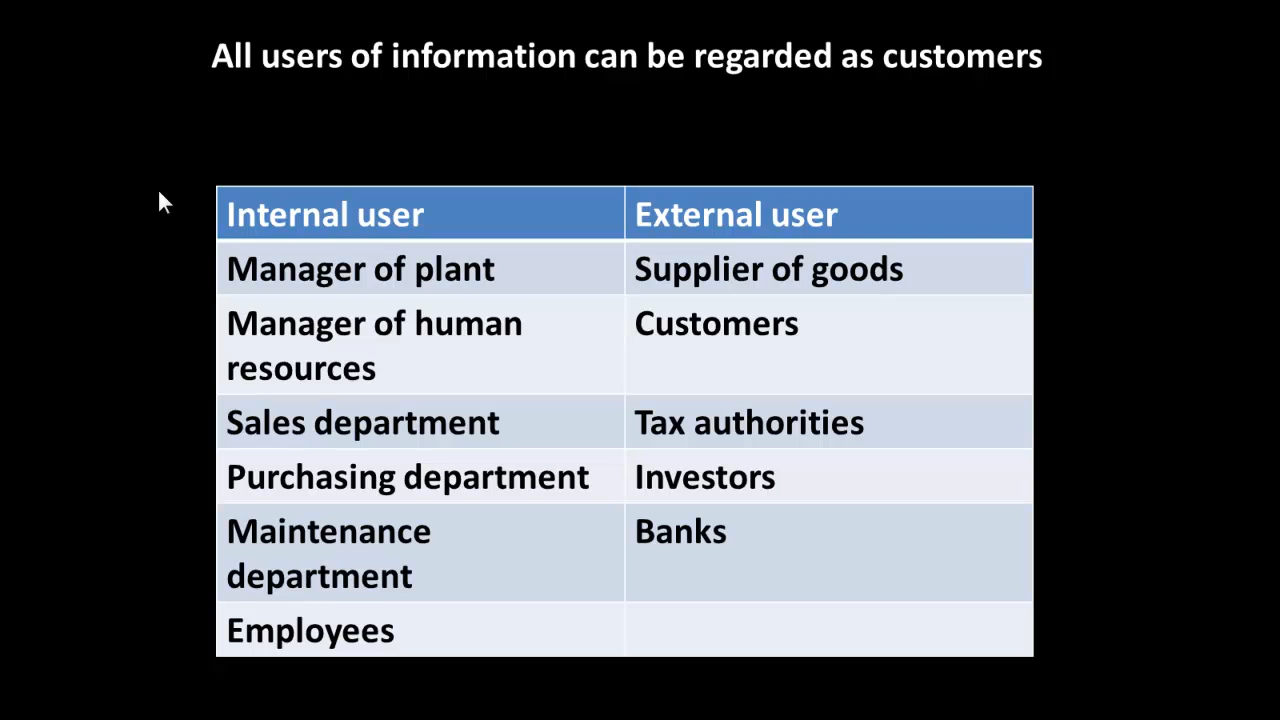 All users of information can be regarded as customers
Internal user
External user
Manager of plant
Supplier of goods
Manager of human
resources
Customers
Sales department
Tax authorities
Purchasing department
Investors
Maintenance
department
Banks
Employees